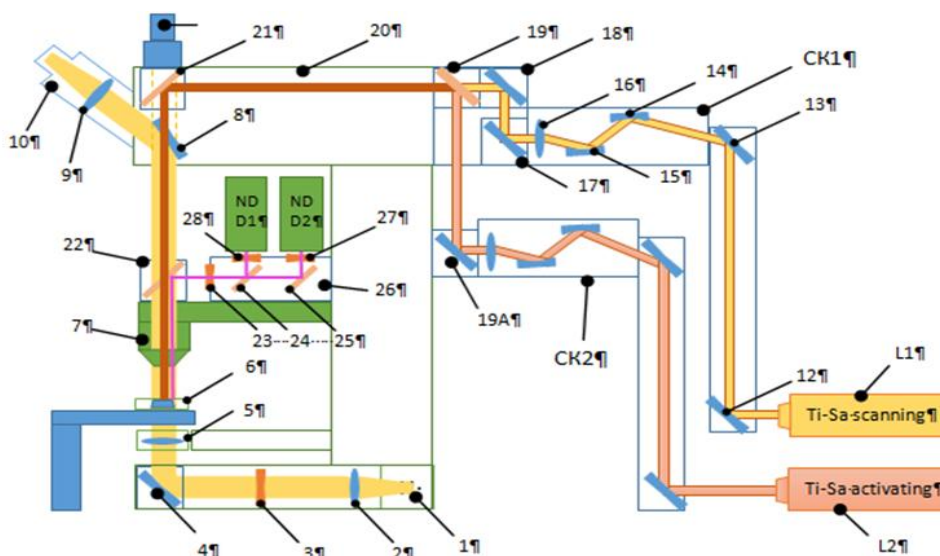 21¶
20¶
19¶
18¶
14¶
СК1¶
16¶
13¶
10¶
9¶
8¶
15¶
17¶
ND
D1¶
ND
D2¶
28¶
27¶
22¶
26¶
7¶
23---24----25¶
19A¶
СК2¶
6¶
5¶
12¶
L1¶
Ti-Sa-scanning¶
Ti-Sa-activating¶
4¶
3¶
2¶
1¶
L2¶